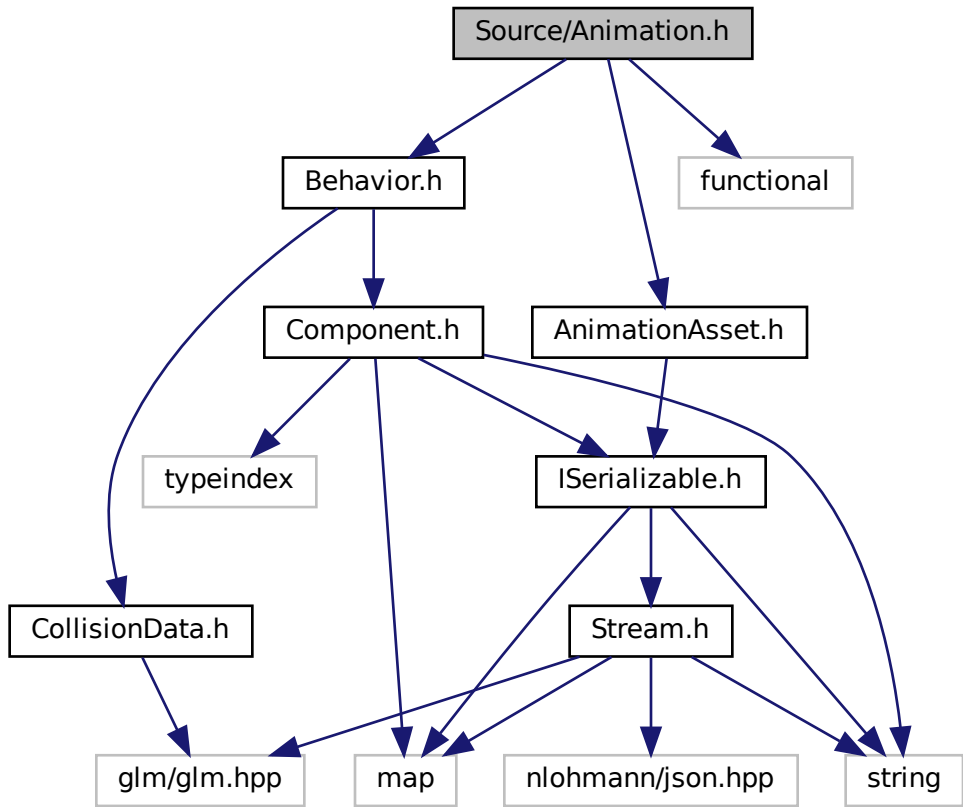 Source/Animation.h
Behavior.h
functional
Component.h
AnimationAsset.h
typeindex
ISerializable.h
CollisionData.h
Stream.h
glm/glm.hpp
map
nlohmann/json.hpp
string